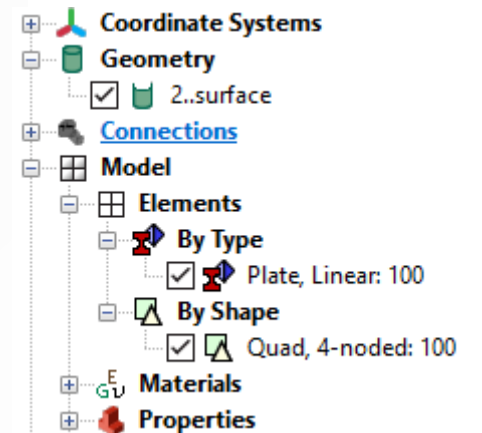 Coordinate Systems
Geometry
2..surface
Connections
Model
Elements
By Type
Plate, Linear: 100
By Shape
Quad, 4-noded: 100
Materials
Properties